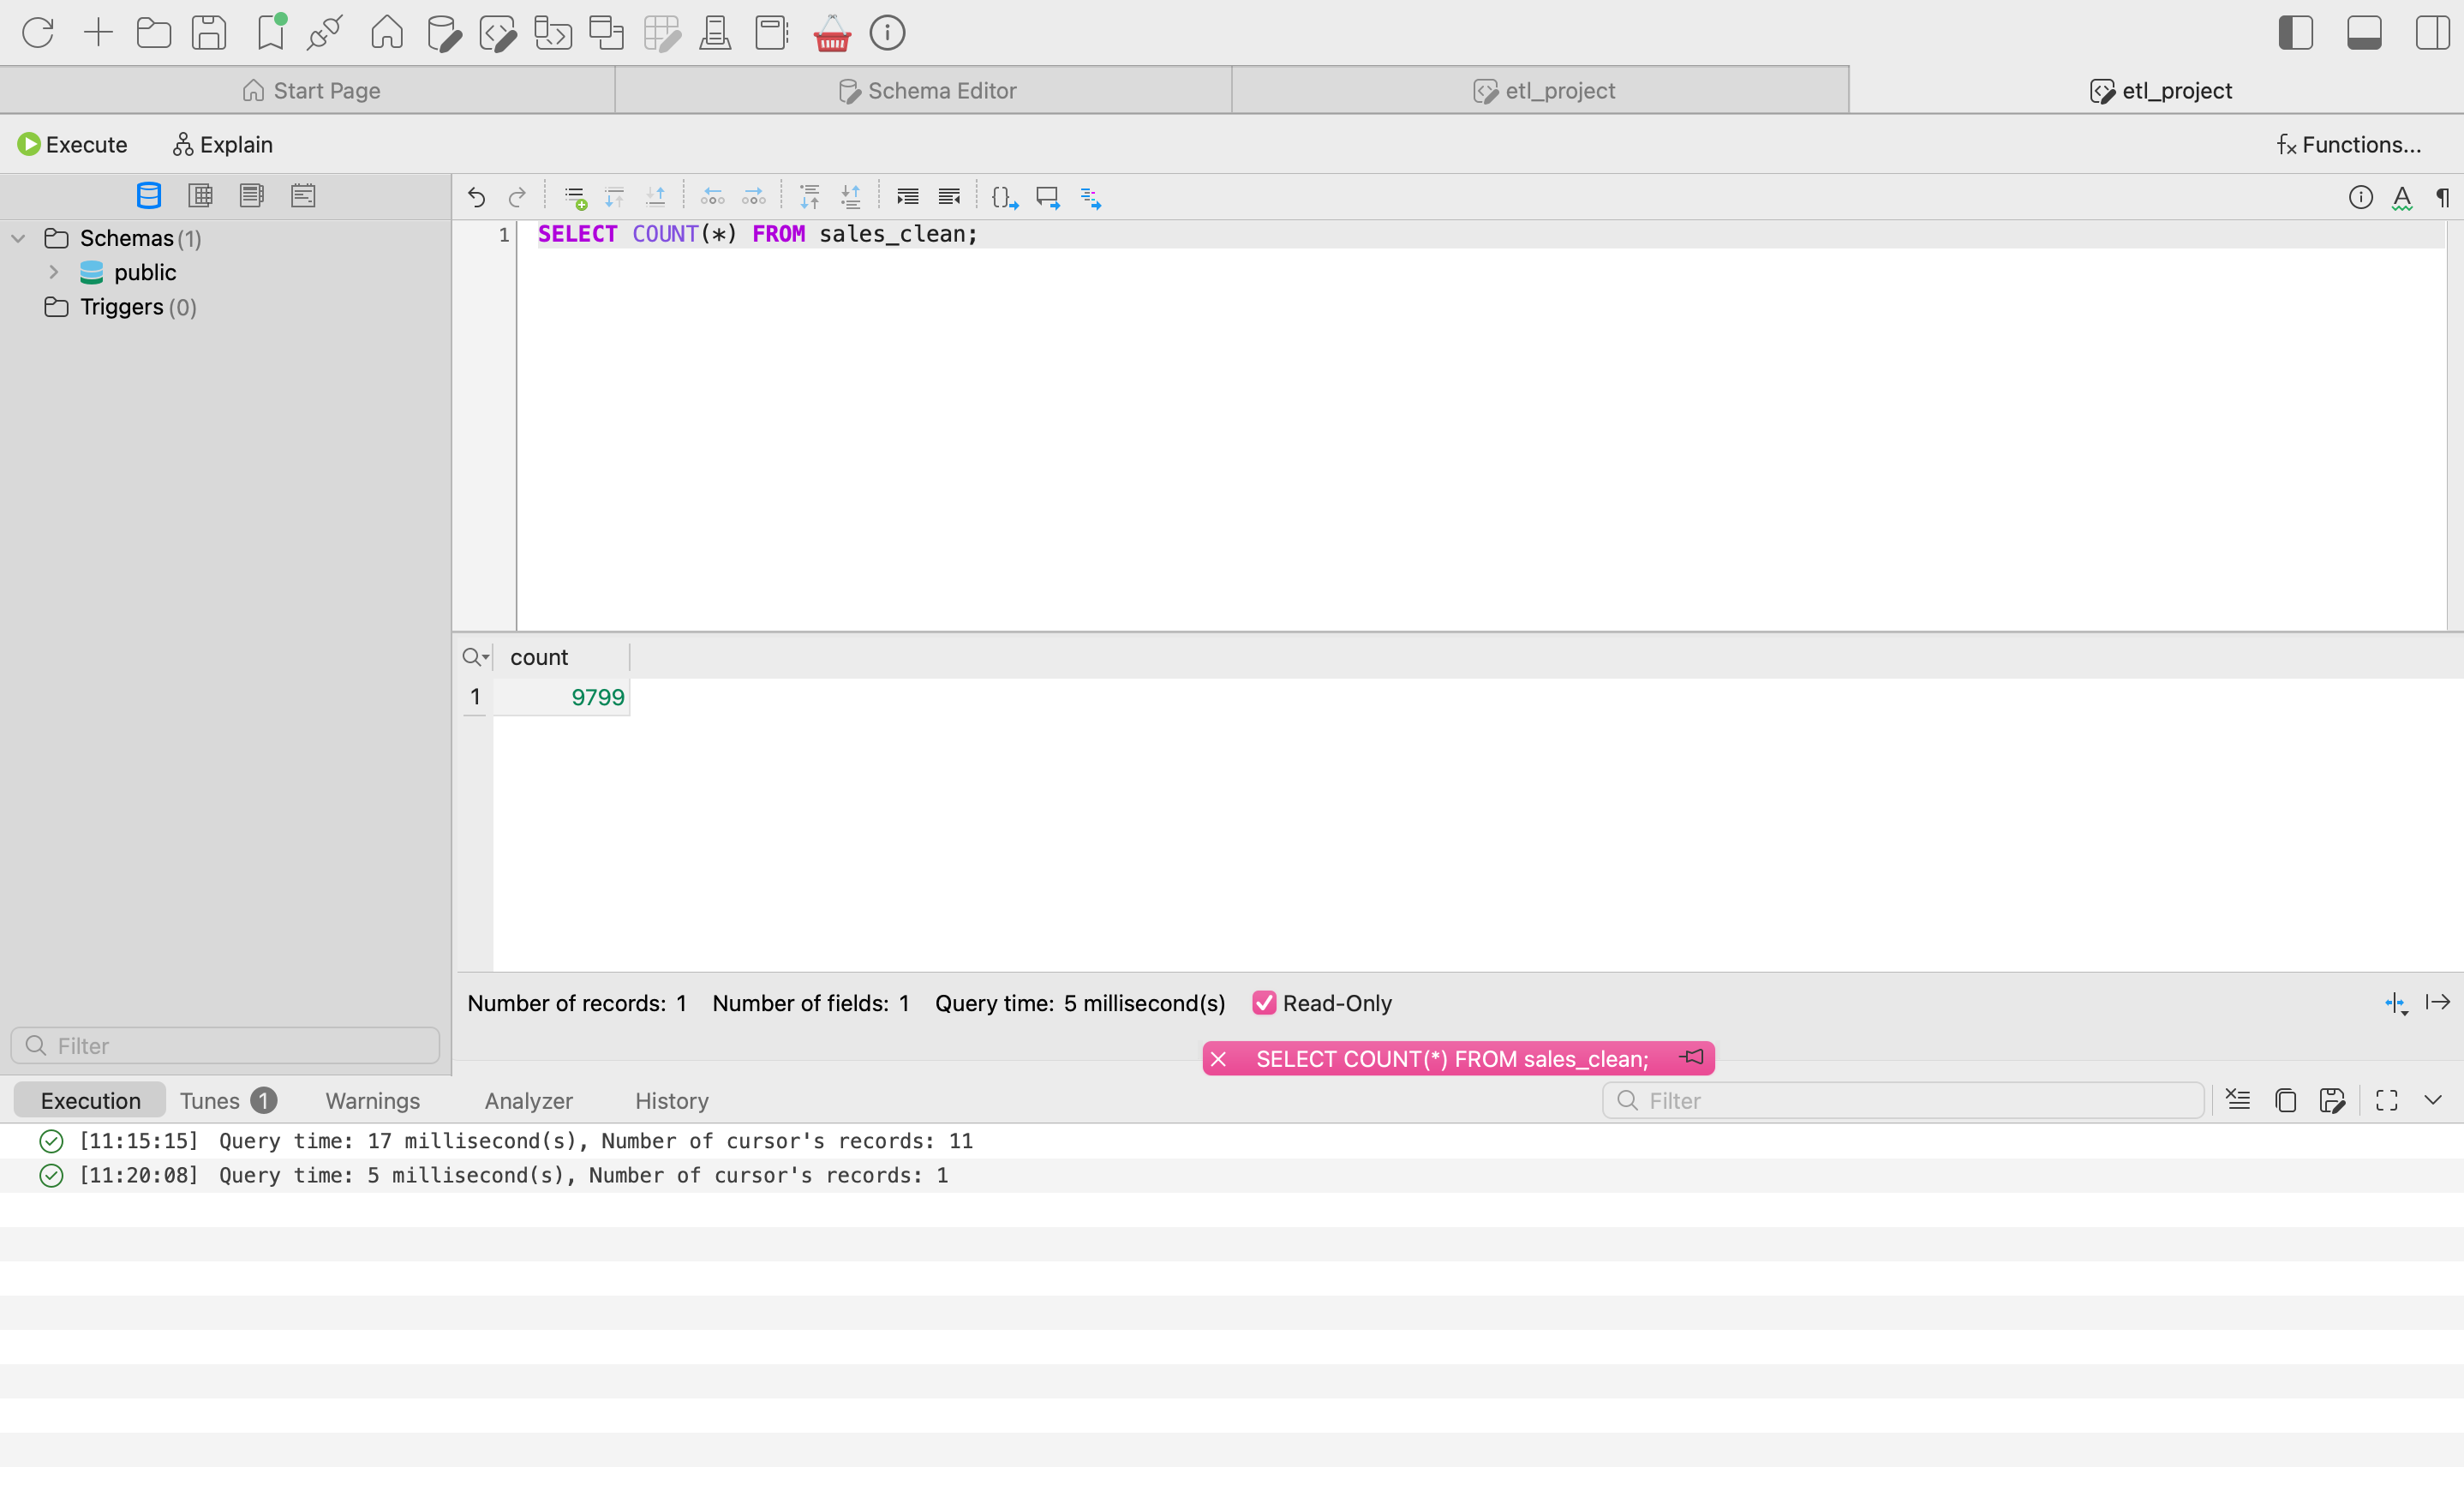 Start Page
Schema Editor
etl_project
etl_project
Execute
Explain
Functions...
Schemas (1)
public
Triggers (0)
1
SELECT COUNT(*) FROM sales_clean;
count
1
9799
Number of records: 1 Number of fields: 1 Query time: 5 millisecond(s) Read-Only
Filter
SELECT COUNT(*) FROM sales_clean;
Execution Tunes 1 Warnings Analyzer History
Filter
[11:15:15] Query time: 17 millisecond(s), Number of cursor's records: 11
[11:20:08] Query time: 5 millisecond(s), Number of cursor's records: 1